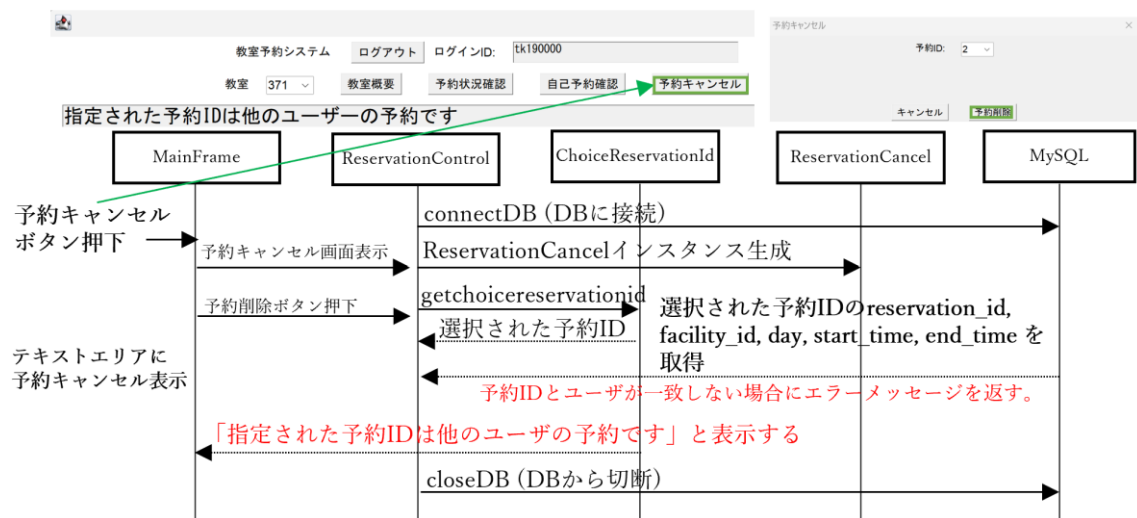 予約キャンセル ×
教室予約システム ログアウト ログインID: tk190000
予約ID: 2
教室 371 教室概要 予約状況確認 自己予約確認 予約キャンセル
指定された予約IDは他のユーザーの予約です
キャンセル 予約削除
MainFrame ReservationControl ChoiceReservationId ReservationCancel MySQL
予約キャンセル
ボタン押下
connectDB (DBに接続)
予約キャンセル画面表示
ReservationCancelインスタンス生成
予約削除ボタン押下
getchoicereservationid
選択された予約ID
選択された予約IDのreservation_id,
facility_id, day, start_time, end_time を
取得
テキストエリアに
予約キャンセル表示
予約IDとユーザが一致しない場合にエラーメッセージを返す。
「指定された予約IDは他のユーザの予約です」と表示する
closeDB (DBから切断)